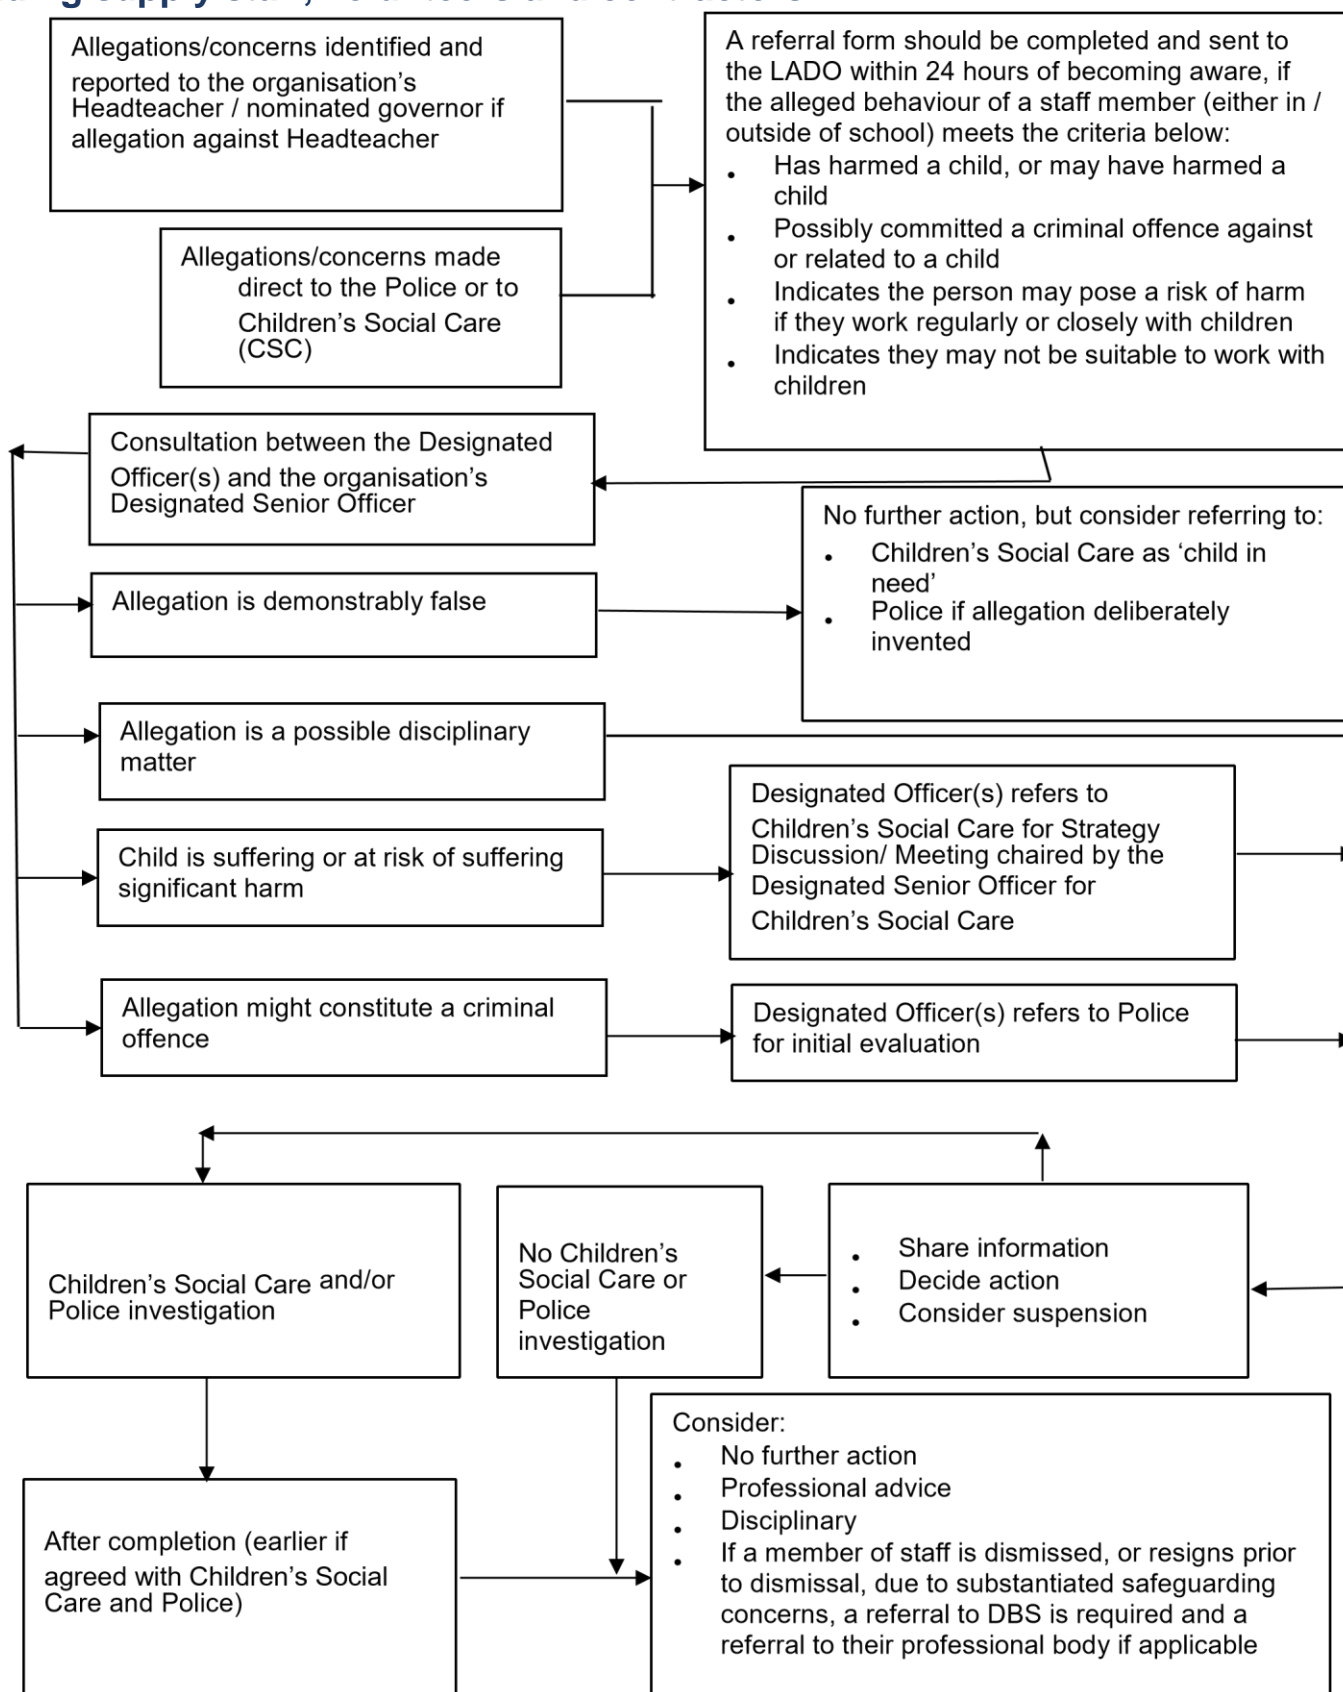 Allegations/concerns identified and
reported to the organisation’s
Headteacher / nominated governor if
allegation against Headteacher
A referral form should be completed and sent to
the LADO within 24 hours of becoming aware, if
the alleged behaviour of a staff member (either in /
outside of school) meets the criteria below:
• Has harmed a child, or may have harmed a
child
• Possibly committed a criminal offence against
or related to a child
• Indicates the person may pose a risk of harm
if they work regularly or closely with children
• Indicates they may not be suitable to work with
children
Allegations/concerns made
direct to the Police or to
Children’s Social Care
(CSC)
Consultation between the Designated
Officer(s) and the organisation’s
Designated Senior Officer
No further action, but consider referring to:
• Children’s Social Care as ‘child in
need’
• Police if allegation deliberately
invented
Allegation is demonstrably false
Allegation is a possible disciplinary
matter
Child is suffering or at risk of suffering
significant harm
Designated Officer(s) refers to
Children’s Social Care for Strategy
Discussion/ Meeting chaired by the
Designated Senior Officer for
Children’s Social Care
Allegation might constitute a criminal
offence
Designated Officer(s) refers to Police
for initial evaluation
Children’s Social Care and/or
Police investigation
No Children’s
Social Care or
Police
investigation
• Share information
• Decide action
• Consider suspension
After completion (earlier if
agreed with Children’s Social
Care and Police)
Consider:
• No further action
• Professional advice
• Disciplinary
• If a member of staff is dismissed, or resigns prior
to dismissal, due to substantiated safeguarding
concerns, a referral to DBS is required and a
referral to their professional body if applicable